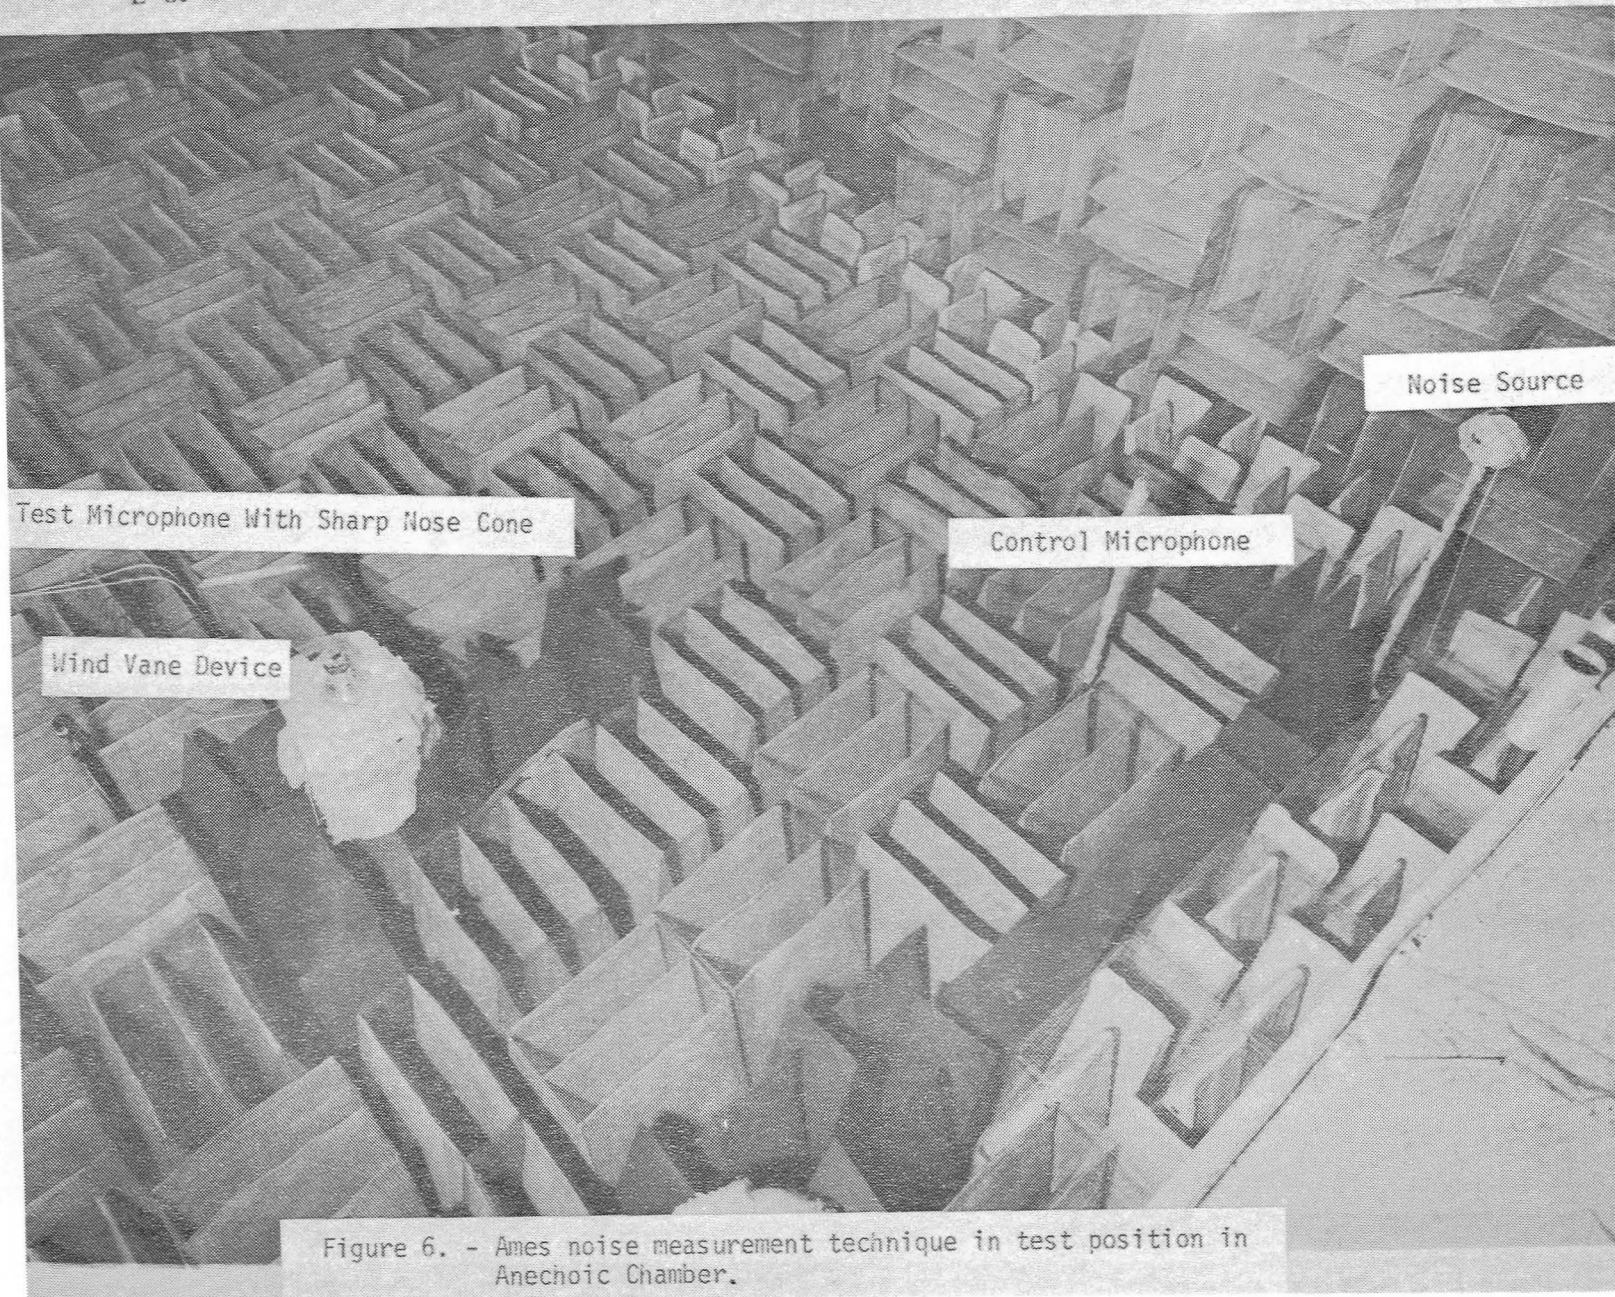 Noise Source
Test Microphone With Sharp Nose Cone
Control Microphone
Wind Vane Device
Figure 6. - Ames noise measurement technique in test position in
Anechoic Chamber.